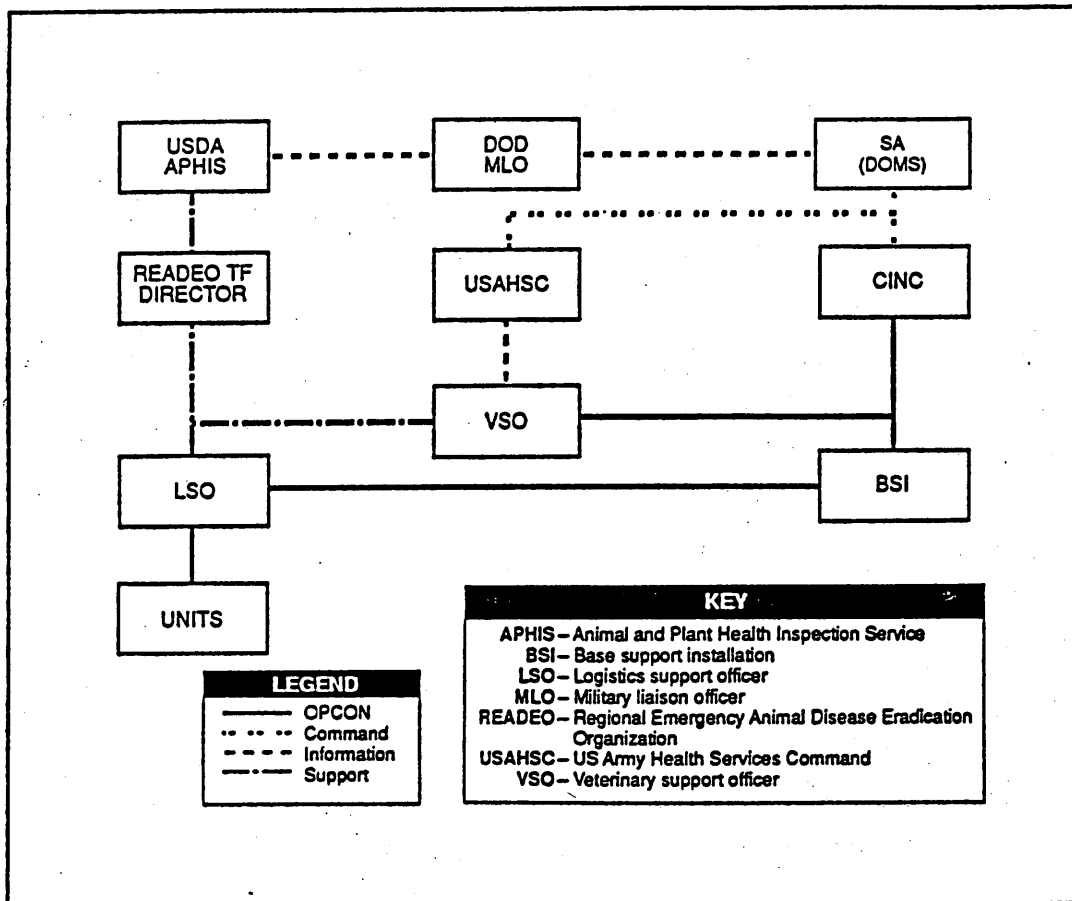 USDA
APHIS
DOD
MLO
SA
(DOMS)
READEO TF
DIRECTOR
USAHSC
CINC
VSO
LSO
BSI
UNITS
LEGEND
OPCON
Command
Information
Support
KEY
APHIS – Animal and Plant Health Inspection Service
BSI – Base support installation
LSO – Logistics support officer
MLO – Military liaison officer
READEO – Regional Emergency Animal Disease Eradication
Organization
USAHSC – US Army Health Services Command
VSO – Veterinary support officer